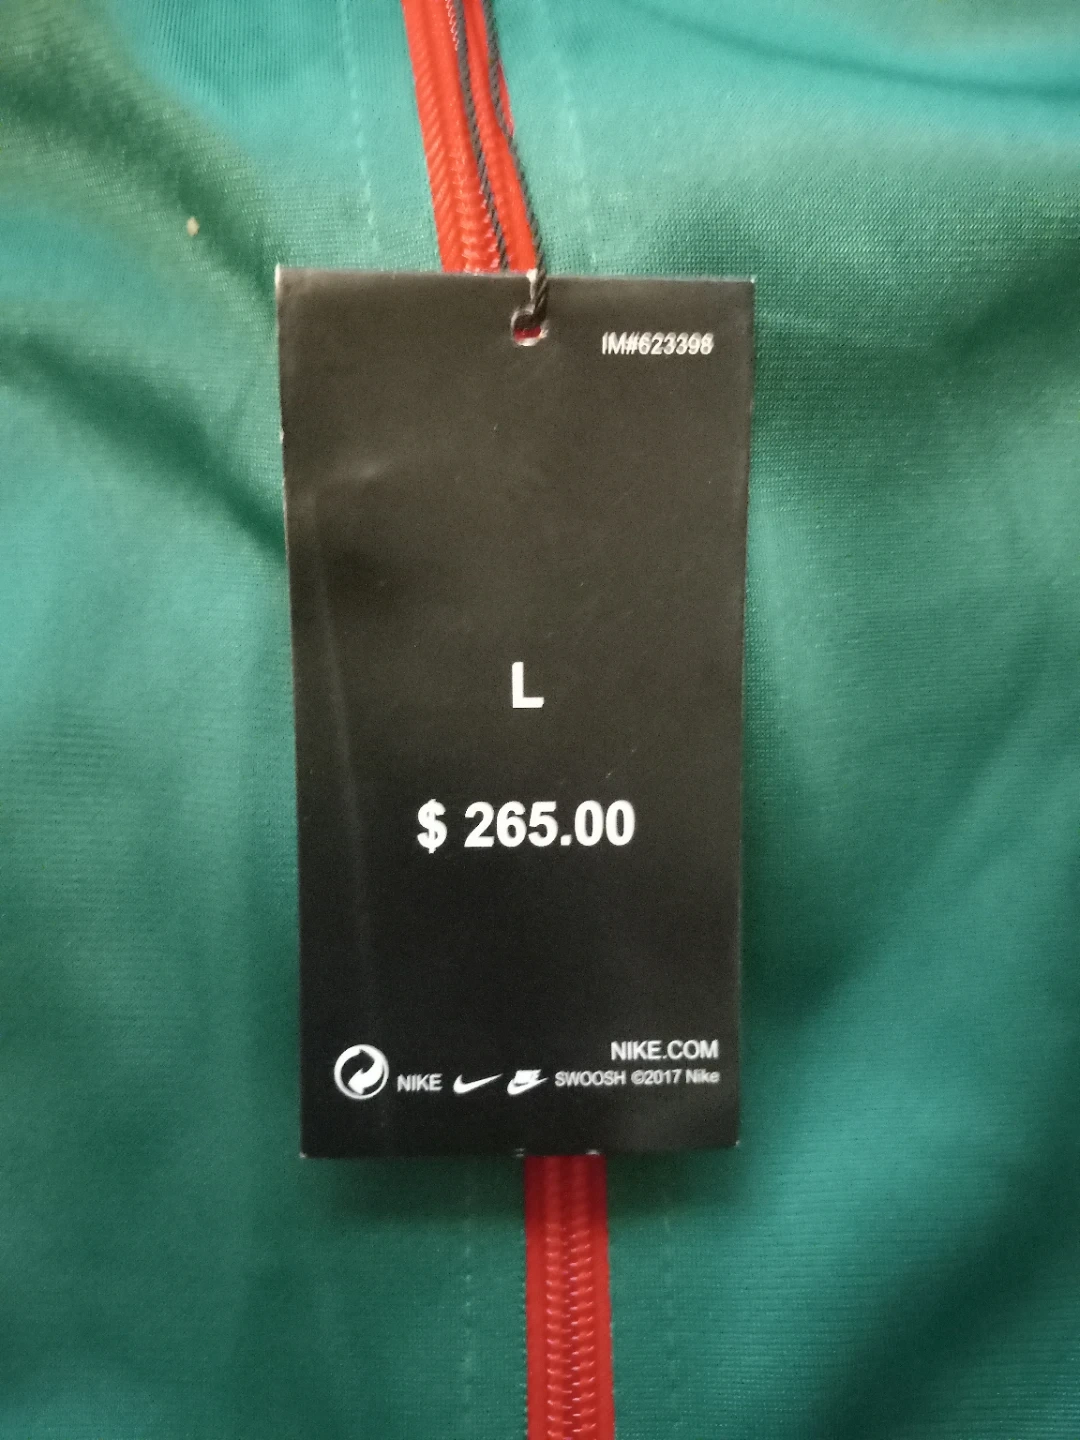 IM#623398
L
$ 265.00
NIKE.COM
NIKE SWOOSH ©2017 Nike